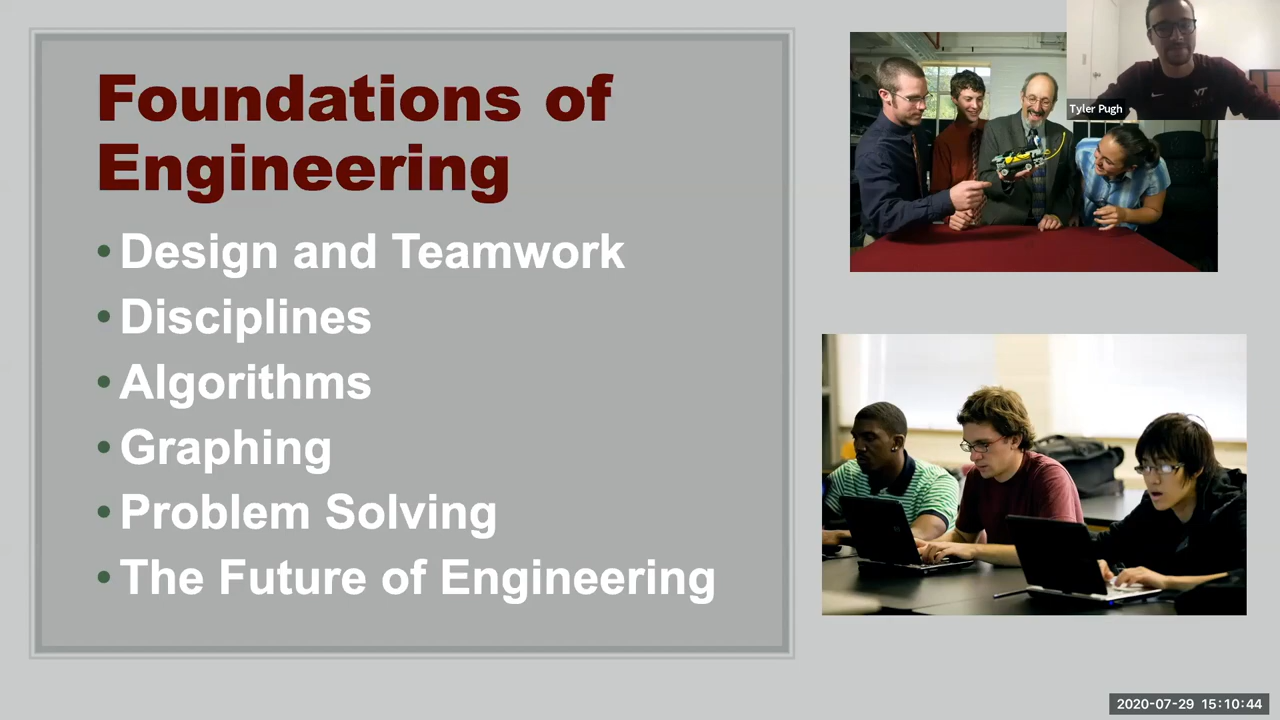 Foundations of
Engineering
• Design and Teamwork
• Disciplines
• Algorithms
• Graphing
• Problem Solving
• The Future of Engineering
Tyler Pugh
VT
2020-07-29 15:10:44